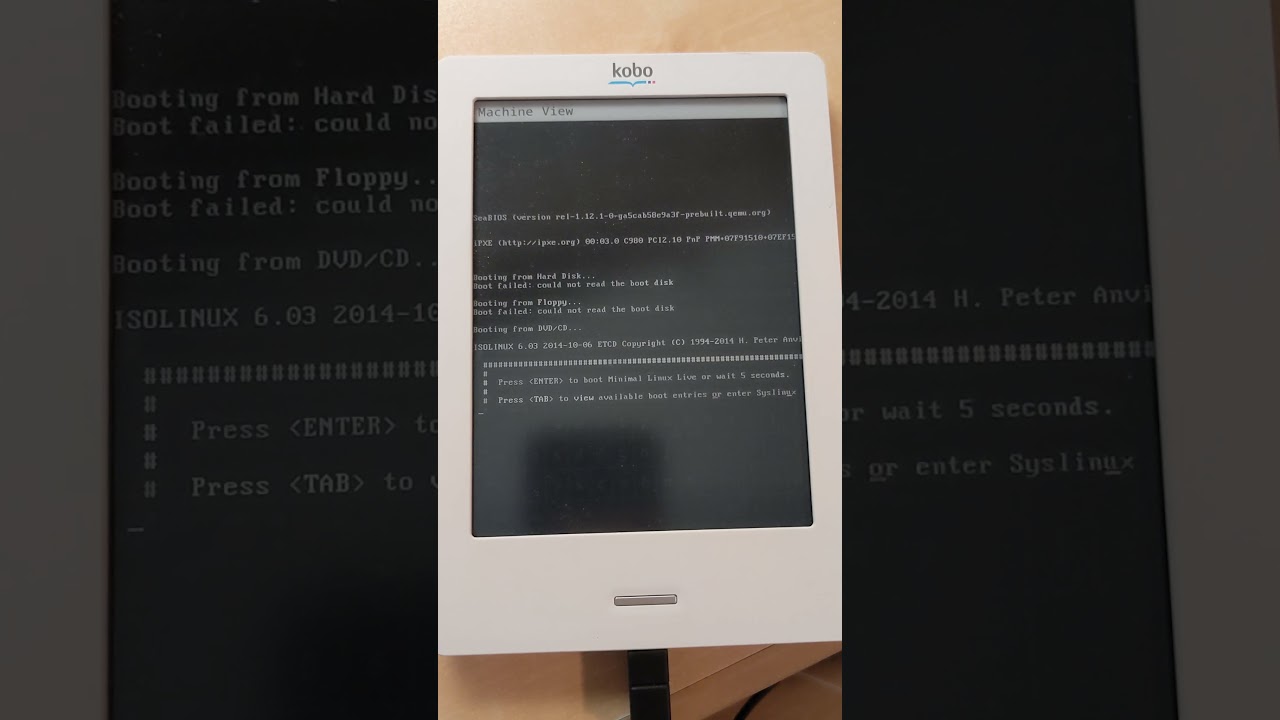 kobo
Machine View
SeaBIOS (version rel-1.12.1-0-ga5cab58e9a3f-prebuilt.qemu.org)
iPXE (http://ipxe.org) 00:03.0 C980 PCI2.10 PnP PMM+07F91510+07EF15
Booting from Hard Disk...
Boot failed: could not read the boot disk
Booting from Floppy...
Boot failed: could not read the boot disk
Booting from DVD/CD...
ISOLINUX 6.03 2014-10-06 ETCD Copyright (C) 1994-2014 H. Peter Anvi
################################################################
#
# Press <ENTER> to boot Minimal Linux Live or wait 5 seconds.
#
# Press <TAB> to view available boot entries or enter Syslinux
_